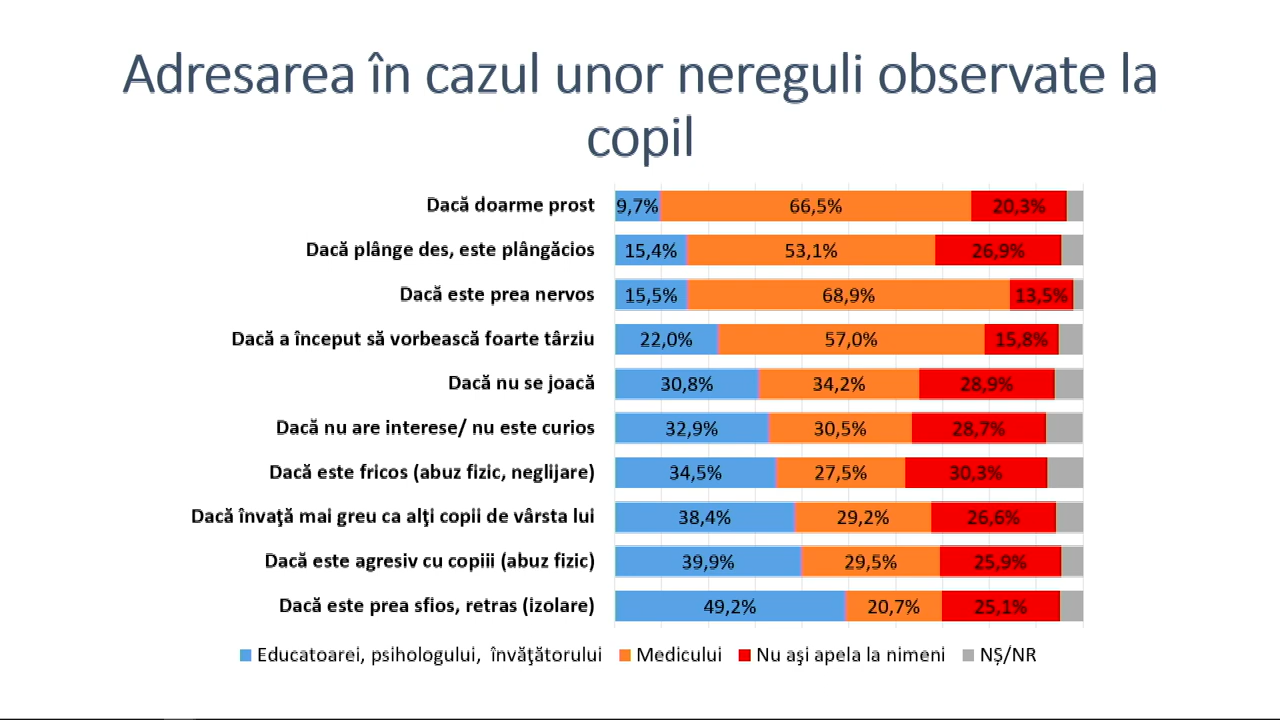 Adresarea în cazul unor nereguli observate la
copil
Dacă doarme prost 9,7% 66,5% 20,3%
Dacă plânge des, este plângăcios 15,4% 53,1% 26,9%
Dacă este prea nervos 15,5% 68,9% 13,5%
Dacă a început să vorbească foarte târziu 22,0% 57,0% 15,8%
Dacă nu se joacă 30,8% 34,2% 28,9%
Dacă nu are interese/ nu este curios 32,9% 30,5% 28,7%
Dacă este fricos (abuz fizic, neglijare) 34,5% 27,5% 30,3%
Dacă învaţă mai greu ca alţi copii de vârsta lui 38,4% 29,2% 26,6%
Dacă este agresiv cu copiii (abuz fizic) 39,9% 29,5% 25,9%
Dacă este prea sfios, retras (izolare) 49,2% 20,7% 25,1%
Educatoarei, psihologului, învăţătorului Medicului Nu aşi apela la nimeni NȘ/NR